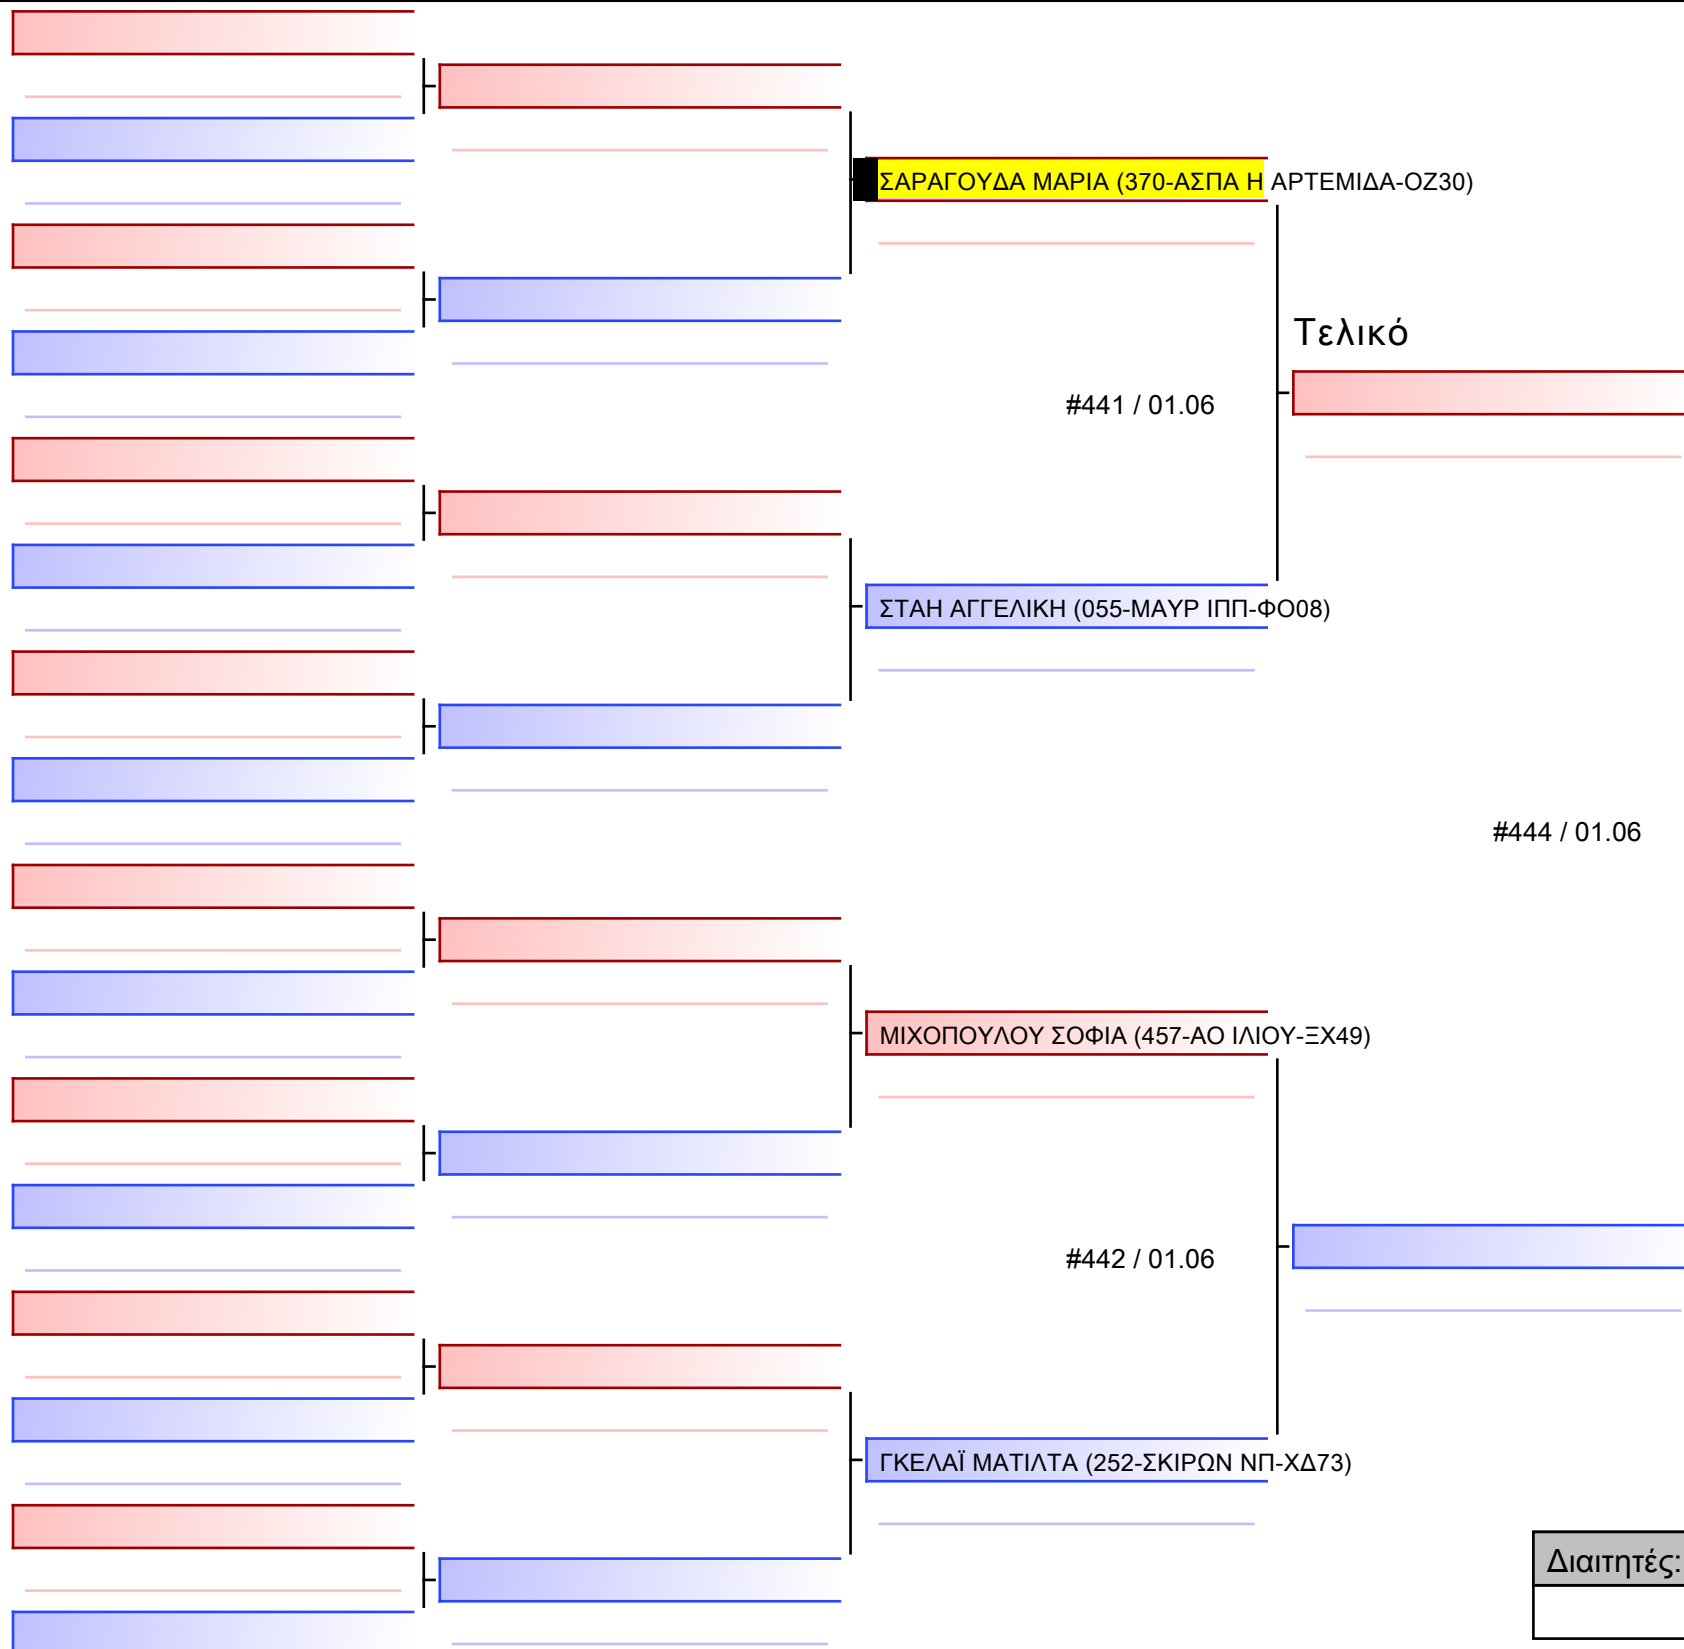 ΣΑΡΑΓΟΥΔΑ ΜΑΡΙΑ (370-ΑΣΠΑ Η ΑΡΤΕΜΙΔΑ-ΟΖ30)
Τελικό
#441 / 01.06
ΣΤΑΗ ΑΓΓΕΛΙΚΗ (055-ΜΑΥΡ ΙΠΠ-ΦΟ08)
#444 / 01.06
ΜΙΧΟΠΟΥΛΟΥ ΣΟΦΙΑ (457-ΑΟ ΙΛΙΟΥ-ΞΧ49)
#442 / 01.06
ΓΚΕΛΑΪ ΜΑΤΙΛΤΑ (252-ΣΚΙΡΩΝ ΝΠ-ΧΔ73)
Διαιτητές: